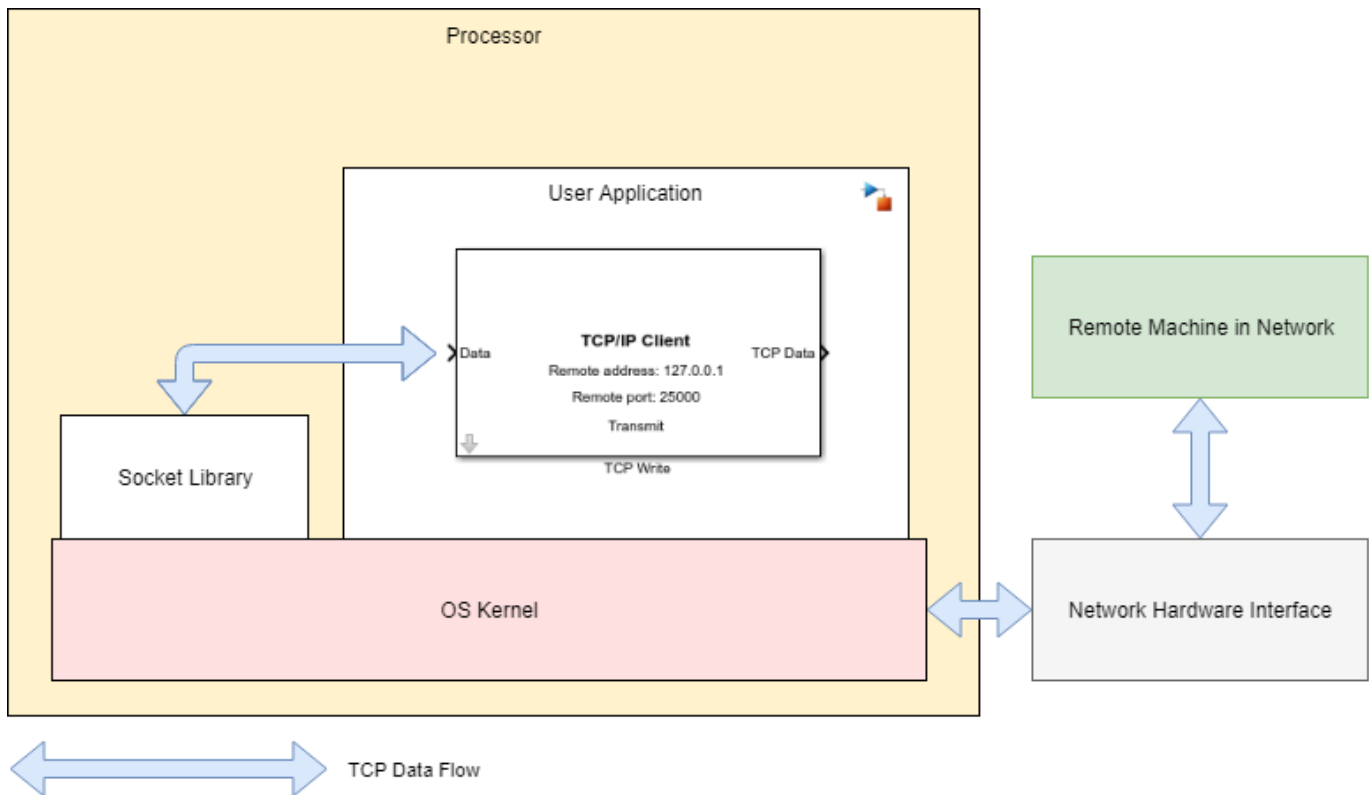 Processor
User Application
TCP/IP Client
Data
TCP Data
Remote address: 127.0.0.1
Remote port: 25000
Transmit
TCP Write
Socket Library
OS Kernel
Remote Machine in Network
Network Hardware Interface
TCP Data Flow